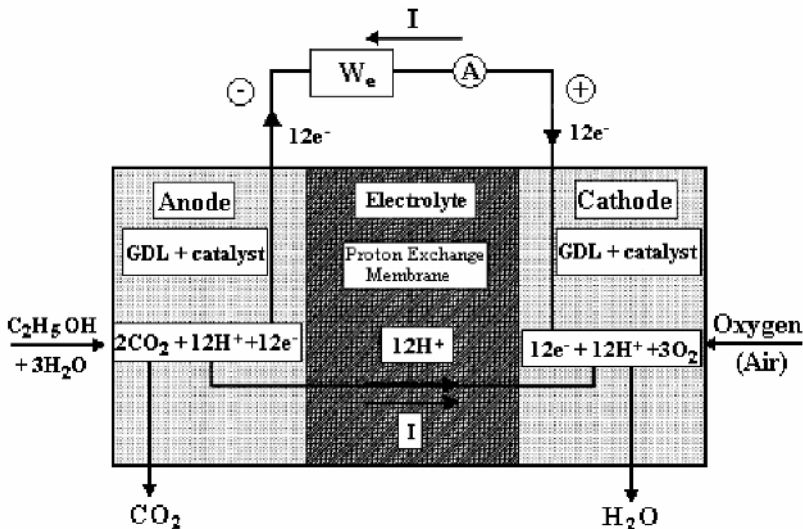 I
Wₑ
A
-
+
12e⁻
12e⁻
Anode
Electrolyte
Cathode
GDL + catalyst
Proton Exchange
Membrane
GDL + catalyst
C₂H₅OH
+ 3H₂O
2CO₂ + 12H⁺ +12e⁻
12H⁺
12e⁻ + 12H⁺ +3O₂
Oxygen
(Air)
I
CO₂
H₂O